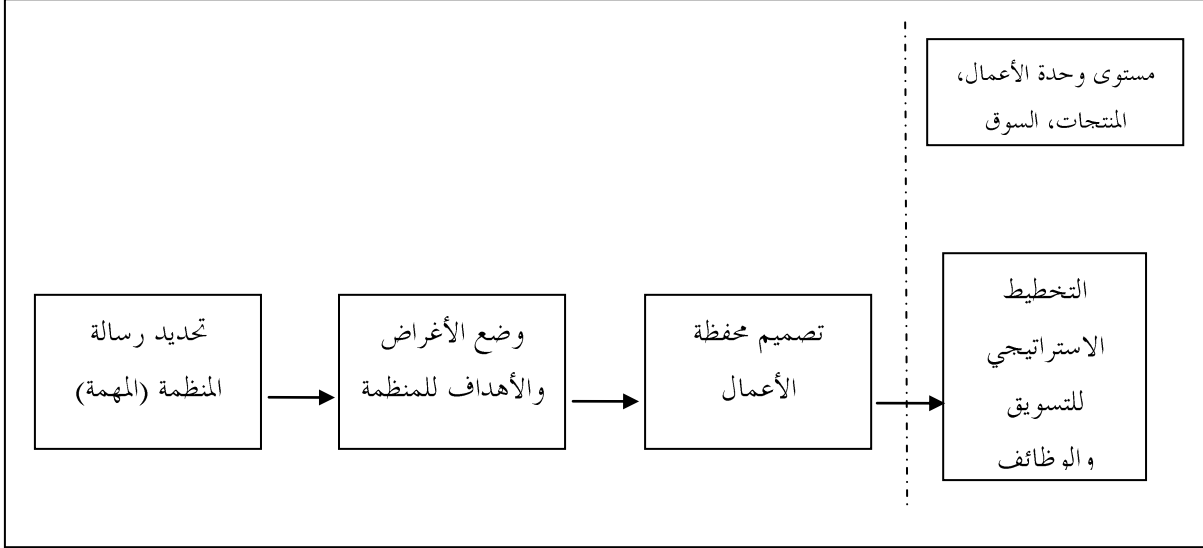 مستوى وحدة الأعمال،
المنتجات، السوق
تحديد رسالة
المنظمة (المهمة)
وضع الأغراض
والأهداف للمنظمة
تصميم محفظة
الأعمال
التخطيط
الاستراتيجي
للتسويق
والوظائف